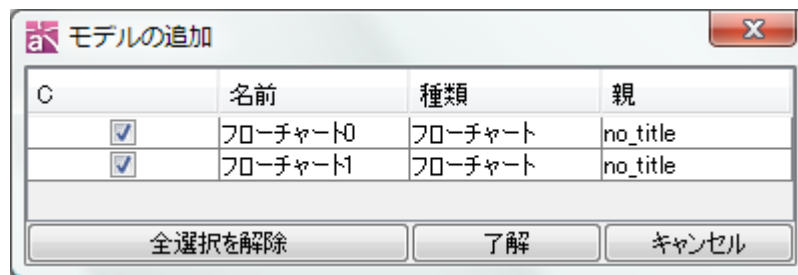 モデルの追加
C 名前 種類 親
フローチャート0 フローチャート no_title
フローチャート1 フローチャート no_title
全選択を解除 了解 キャンセル